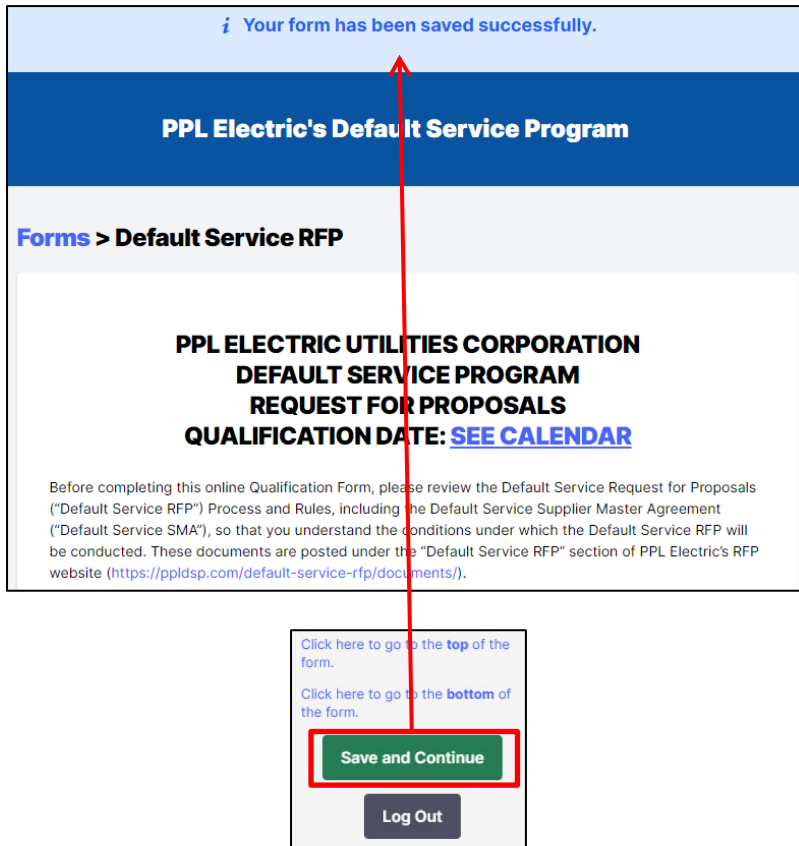 i Your form has been saved successfully.
PPL Electric's Default Service Program
Forms > Default Service RFP
PPL ELECTRIC UTILITIES CORPORATION
DEFAULT SERVICE PROGRAM
REQUEST FOR PROPOSALS
QUALIFICATION DATE: SEE CALENDAR
Before completing this online Qualification Form, please review the Default Service Request for Proposals
("Default Service RFP") Process and Rules, including the Default Service Supplier Master Agreement
("Default Service SMA"), so that you understand the conditions under which the Default Service RFP will
be conducted. These documents are posted under the "Default Service RFP" section of PPL Electric's RFP
website (https://ppldsp.com/default-service-rfp/documents/).
Click here to go to the top of the
form.
Click here to go to the bottom of
the form.
Save and Continue
Log Out